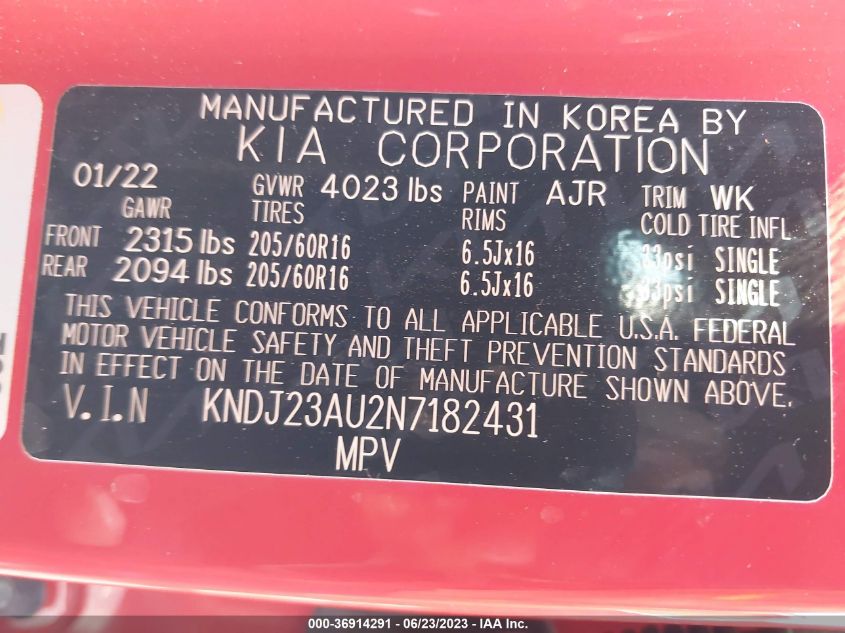 MANUFACTURED IN KOREA BY
KIA CORPORATION
01/22 GVWR 4023 lbs PAINT AJR TRIM WK
GAWR TIRES RIMS COLD TIRE INFL
FRONT 2315 lbs 205/60R16 6.5Jx16 33psi SINGLE
REAR 2094 lbs 205/60R16 6.5Jx16 33psi SINGLE
THIS VEHICLE CONFORMS TO ALL APPLICABLE U.S.A. FEDERAL
MOTOR VEHICLE SAFETY AND THEFT PREVENTION STANDARDS
IN EFFECT ON THE DATE OF MANUFACTURE SHOWN ABOVE.
V.I.N KNDJ23AU2N7182431
MPV
000-36914291 - 06/23/2023 - © IAA, Inc.